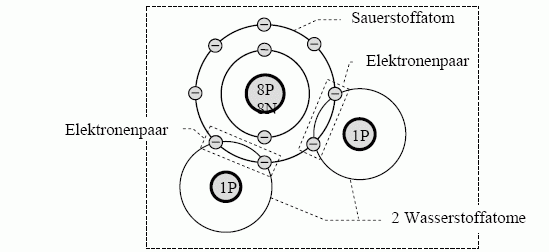 Sauerstoffatom
Elektronenpaar
8P
8N
Elektronenpaar
1P
1P
2 Wasserstoffatome